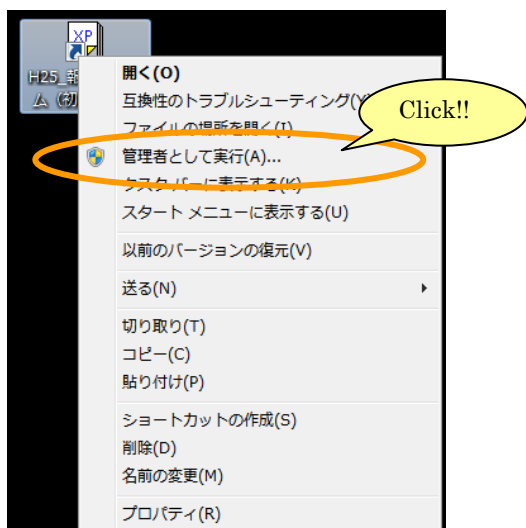 XP
H25_報
ム（初
開く(O)
互換性のトラブルシューティング(Y)
Click!!
ファイルの場所を開く(I)
管理者として実行(A)...
タスク バーに表示する(K)
スタート メニューに表示する(U)
以前のバージョンの復元(V)
送る(N)
切り取り(T)
コピー(C)
貼り付け(P)
ショートカットの作成(S)
削除(D)
名前の変更(M)
プロパティ(R)